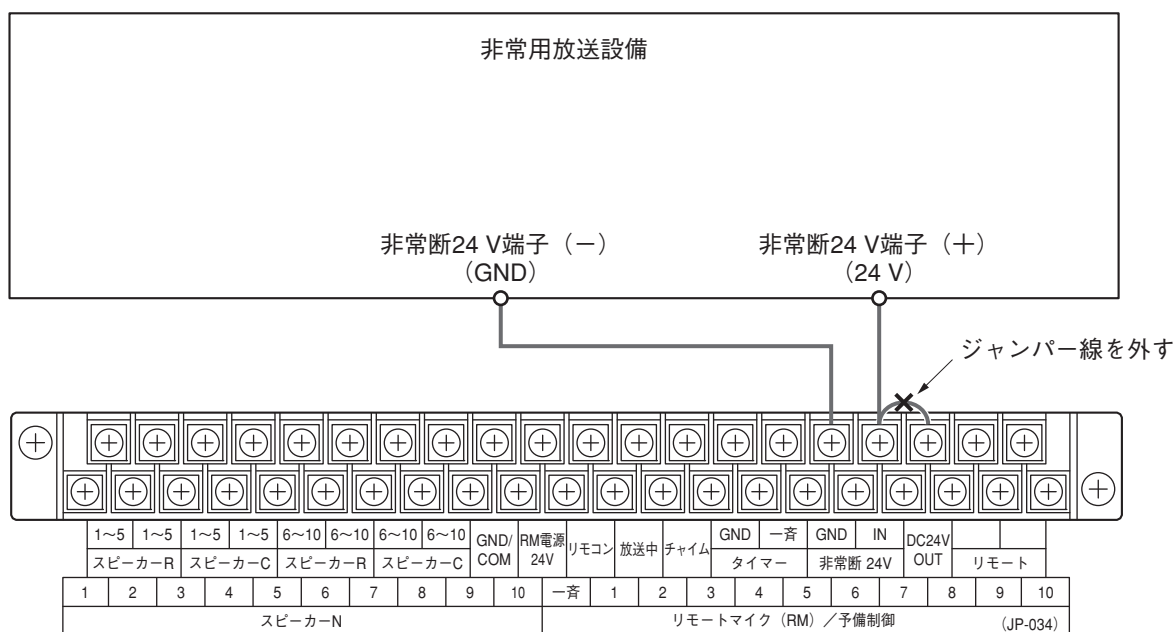 非常用放送設備
非常断24 V端子（－） 非常断24 V端子（＋）
（GND） （24 V）
ジャンパー線を外す
1～5 1～5 1～5 1～5 6～10 6～10 6～10 6～10 GND/COM RM電源24V リモコン 放送中 チャイム GND 一斉 GND IN DC24V OUT
スピーカーR スピーカーC スピーカーR スピーカーC タイマー 非常断 24V リモート
1 2 3 4 5 6 7 8 9 10 一斉 1 2 3 4 5 6 7 8 9 10
スピーカーN リモートマイク（RM）／予備制御 (JP-034)